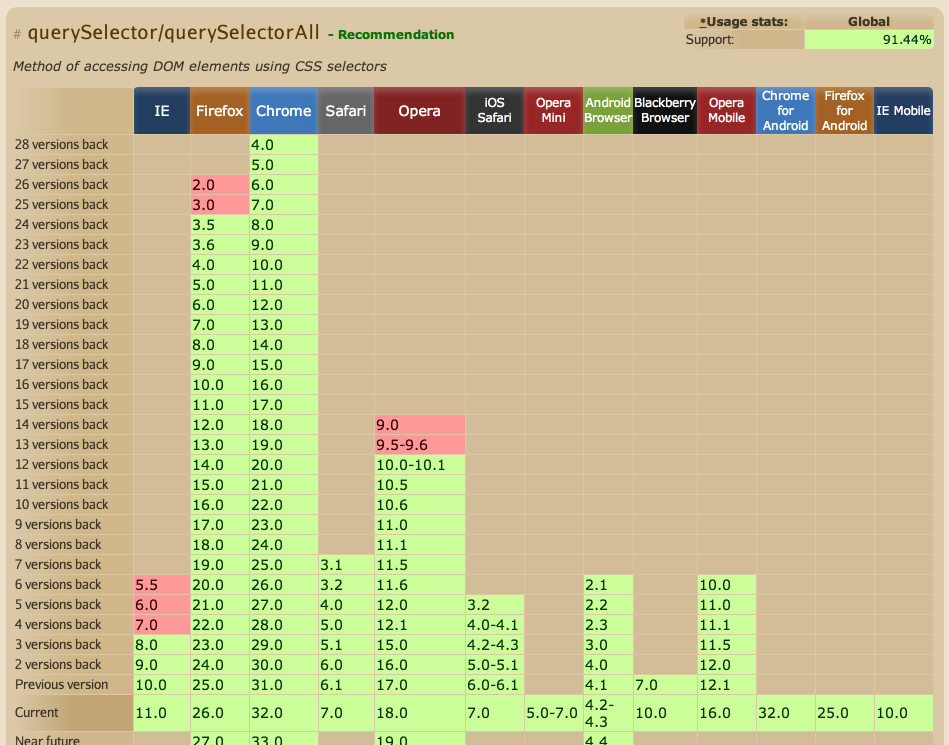 # querySelector/querySelectorAll - Recommendation
*Usage stats: Global
Support: 91.44%
Method of accessing DOM elements using CSS selectors
IE Firefox Chrome Safari Opera iOS Safari Opera Mini Android Browser Blackberry Browser Opera Mobile Chrome for Android Firefox for Android IE Mobile
28 versions back 4.0
27 versions back 5.0
26 versions back 2.0 6.0
25 versions back 3.0 7.0
24 versions back 3.5 8.0
23 versions back 3.6 9.0
22 versions back 4.0 10.0
21 versions back 5.0 11.0
20 versions back 6.0 12.0
19 versions back 7.0 13.0
18 versions back 8.0 14.0
17 versions back 9.0 15.0
16 versions back 10.0 16.0
15 versions back 11.0 17.0
14 versions back 12.0 18.0 9.0
13 versions back 13.0 19.0 9.5-9.6
12 versions back 14.0 20.0 10.0-10.1
11 versions back 15.0 21.0 10.5
10 versions back 16.0 22.0 10.6
9 versions back 17.0 23.0 11.0
8 versions back 18.0 24.0 11.1
7 versions back 19.0 25.0 3.1 11.5
6 versions back 5.5 20.0 26.0 3.2 11.6 2.1 10.0
5 versions back 6.0 21.0 27.0 4.0 12.0 3.2 2.2 11.0
4 versions back 7.0 22.0 28.0 5.0 12.1 4.0-4.1 2.3 11.1
3 versions back 8.0 23.0 29.0 5.1 15.0 4.2-4.3 3.0 11.5
2 versions back 9.0 24.0 30.0 6.0 16.0 5.0-5.1 4.0 12.0
Previous version 10.0 25.0 31.0 6.1 17.0 6.0-6.1 4.1 7.0 12.1
Current 11.0 26.0 32.0 7.0 18.0 7.0 5.0-7.0 4.2-4.3 10.0 16.0 32.0 25.0 10.0
Near future 27.0 33.0 19.0 4.4